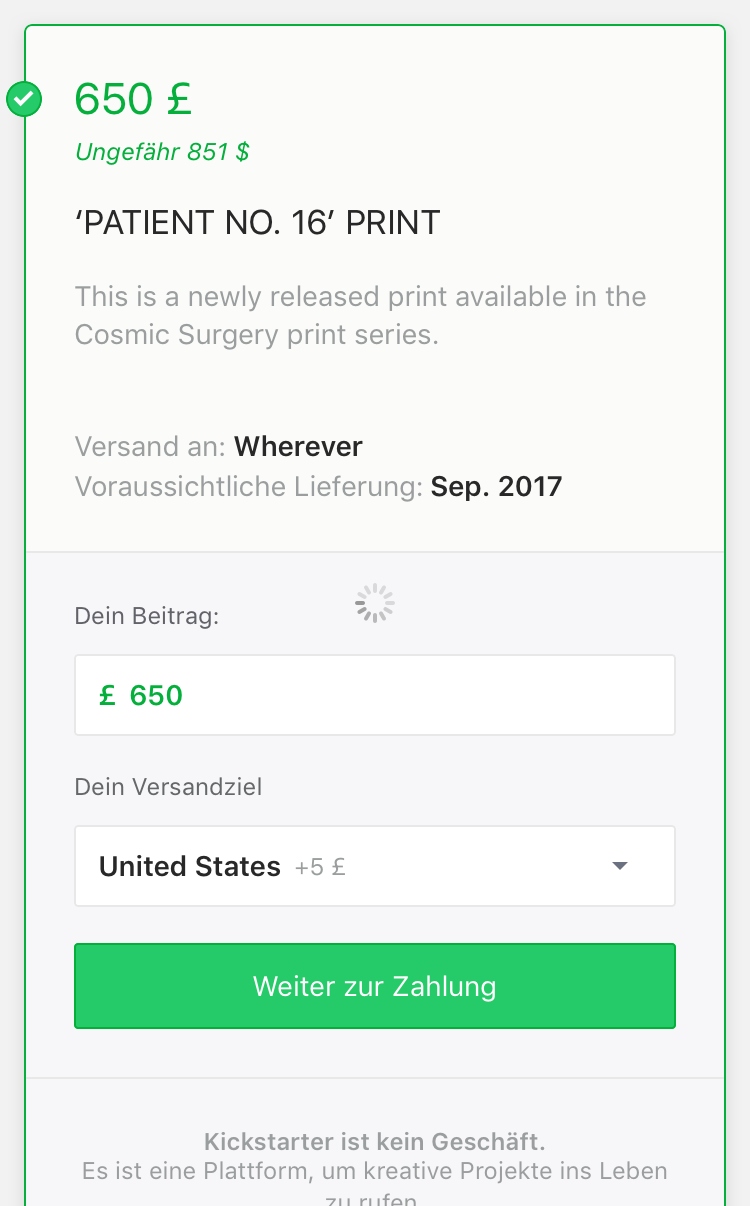 650 £
Ungefähr 851 $
‘PATIENT NO. 16’ PRINT
This is a newly released print available in the
Cosmic Surgery print series.
Versand an: Wherever
Voraussichtliche Lieferung: Sep. 2017
Dein Beitrag:
£ 650
Dein Versandziel
United States +5 £
Weiter zur Zahlung
Kickstarter ist kein Geschäft.
Es ist eine Plattform, um kreative Projekte ins Leben
zu rufen.